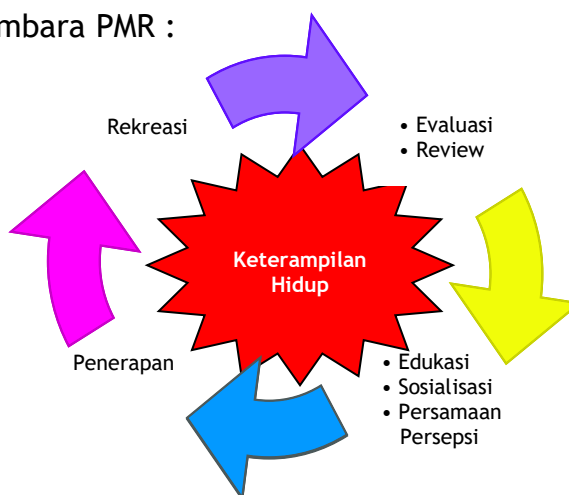 mbara PMR :
Rekreasi
• Evaluasi
• Review
Keterampilan
Hidup
Penerapan
• Edukasi
• Sosialisasi
• Persamaan
Persepsi